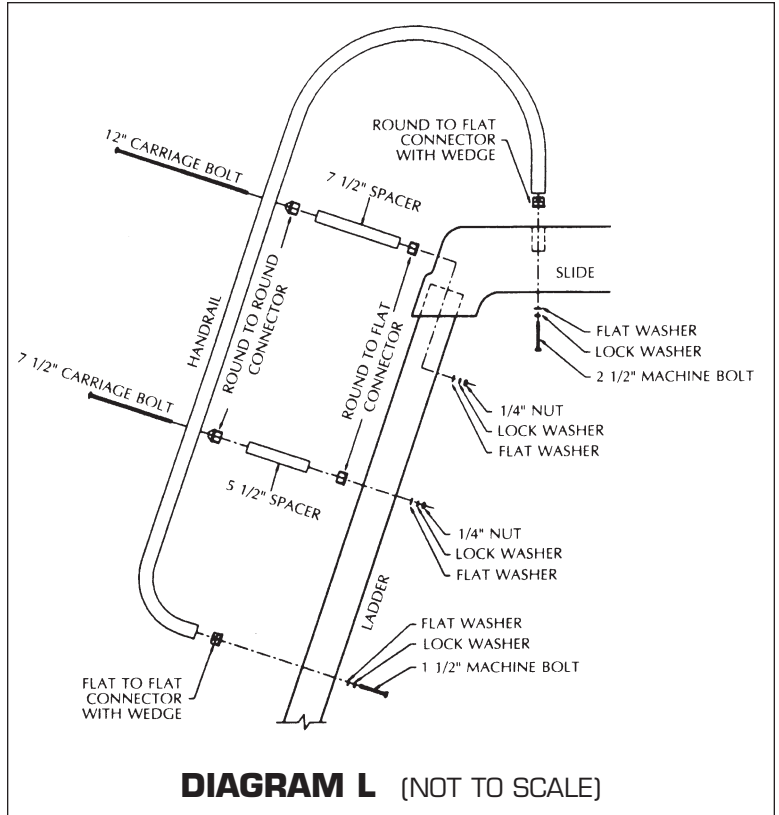 ROUND TO FLAT
CONNECTOR
WITH WEDGE
12" CARRIAGE BOLT
7 1/2" SPACER
SLIDE
HANDRAIL
ROUND TO ROUND
CONNECTOR
ROUND TO FLAT
CONNECTOR
FLAT WASHER
LOCK WASHER
2 1/2" MACHINE BOLT
7 1/2" CARRIAGE BOLT
1/4" NUT
LOCK WASHER
FLAT WASHER
5 1/2" SPACER
1/4" NUT
LOCK WASHER
FLAT WASHER
LADDER
FLAT WASHER
LOCK WASHER
1 1/2" MACHINE BOLT
FLAT TO FLAT
CONNECTOR
WITH WEDGE
DIAGRAM L (NOT TO SCALE)